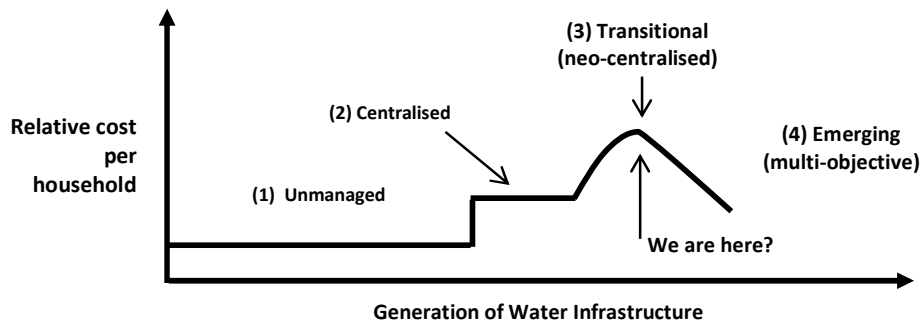 (3) Transitional
(neo-centralised)
(2) Centralised
Relative cost
per
household
(4) Emerging
(multi-objective)
(1) Unmanaged
We are here?
Generation of Water Infrastructure